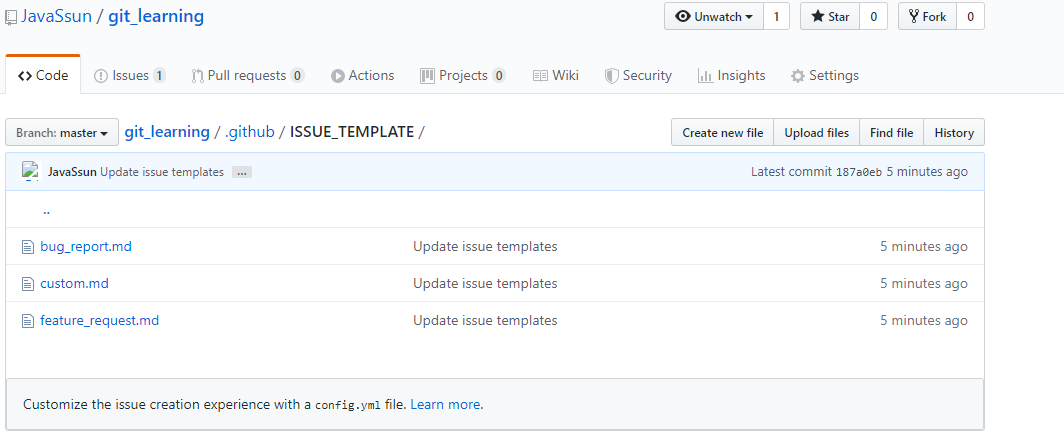 JavaSsun / git_learning
Unwatch 1 Star 0 Fork 0
Code Issues 1 Pull requests 0 Actions Projects 0 Wiki Security Insights Settings
Branch: master git_learning / .github / ISSUE_TEMPLATE / Create new file Upload files Find file History
JavaSsun Update issue templates ... Latest commit 187a0eb 5 minutes ago
..
bug_report.md Update issue templates 5 minutes ago
custom.md Update issue templates 5 minutes ago
feature_request.md Update issue templates 5 minutes ago
Customize the issue creation experience with a config.yml file. Learn more.